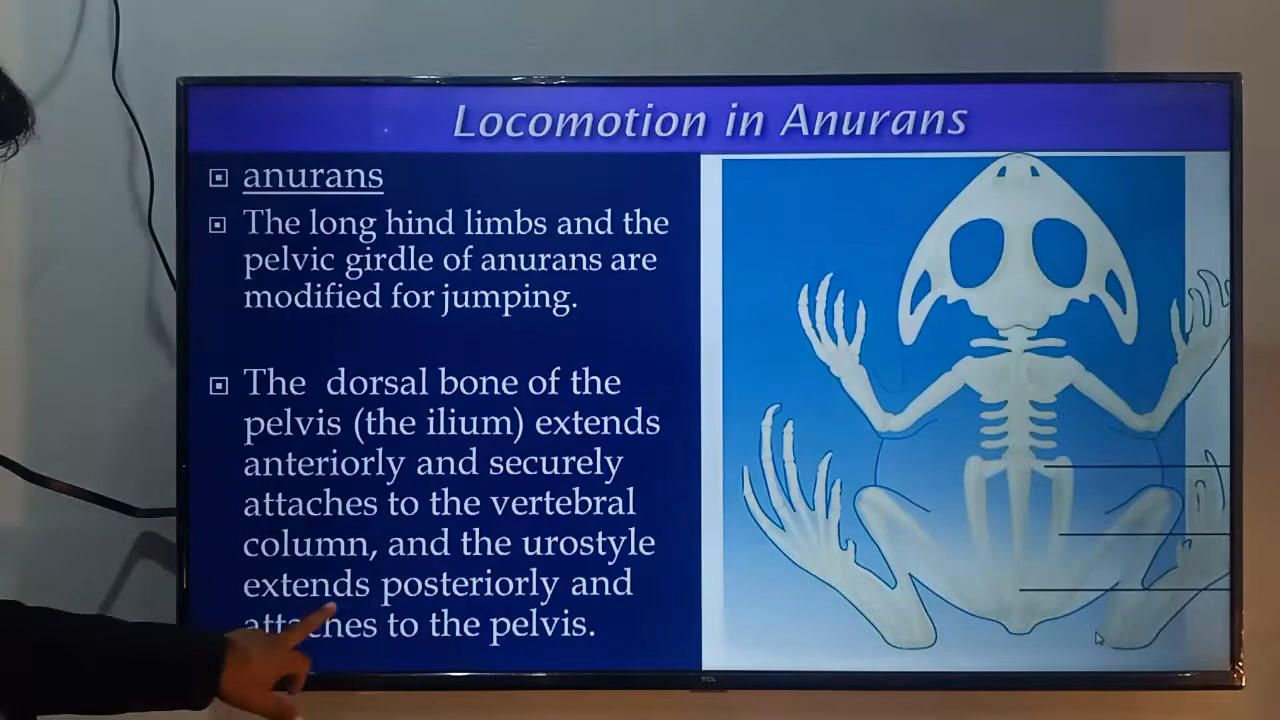 Locomotion in Anurans
anurans
The long hind limbs and the
pelvic girdle of anurans are
modified for jumping.
The dorsal bone of the
pelvis (the ilium) extends
anteriorly and securely
attaches to the vertebral
column, and the urostyle
extends posteriorly and
attaches to the pelvis.
TCL